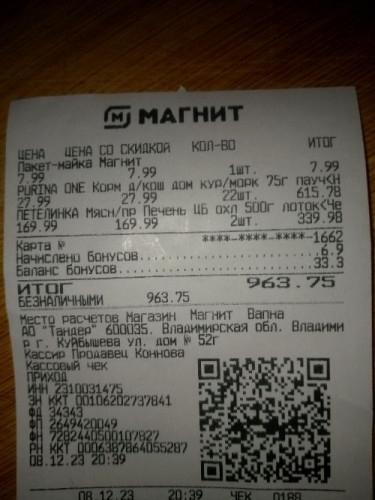 МАГНИТ
ЦЕНА ЦЕНА СО СКИДКОЙ КОЛ-ВО ИТОГ
Пакет-майка Магнит
7.99 7.99 1шт. 7.99
PURINA ONE Корм д/кош дом кур/морк 75г пауч<КН
27.99 27.99 22шт. 615.78
ПЕТЕЛИНКА Мясн/пр Печень ЦБ охл 500г лоток<Че
169.99 169.99 2шт. 339.98
Карта № ****-****-****-1662
Начислено бонусов 6.9
Баланс бонусов 33.3
ИТОГ 963.75
БЕЗНАЛИЧНЫМИ 963.75
Место расчетов Магазин Магнит Вапна
АО "Тандер" 600035, Владимирская обл, Владими
р г, Куйбышева ул, дом № 52г
Кассир Продавец Коннова
Кассовый чек
ПРИХОД
ИНН 2310031475
ЗН ККТ 00106202737841
ФД 34343
ФП 2649420049
ФН 7282440500107827
РН ККТ 0006387864055287
08.12.23 20:39
08.12.23 20:39 ЧЕК 0188